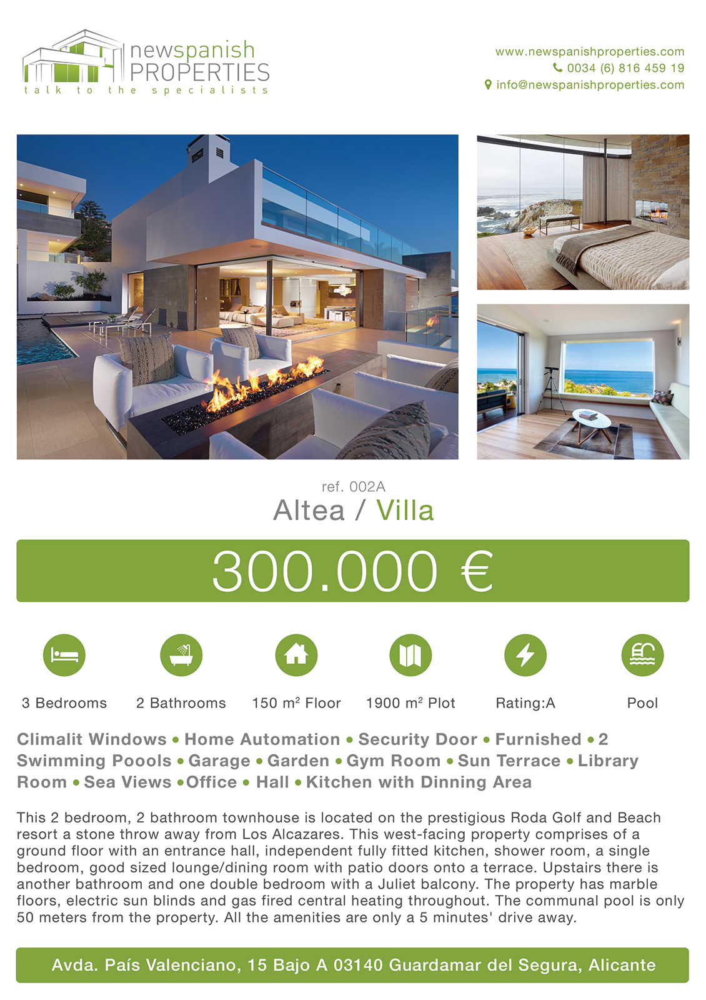 newspanish
PROPERTIES
talk to the specialists
www.newspanishproperties.com
0034 (6) 816 459 19
info@newspanishproperties.com
ref. 002A
Altea / Villa
300.000 €
3 Bedrooms
2 Bathrooms
150 m² Floor
1900 m² Plot
Rating:A
Pool
Climalit Windows • Home Automation • Security Door • Furnished • 2
Swimming Poools • Garage • Garden • Gym Room • Sun Terrace • Library
Room • Sea Views •Office • Hall • Kitchen with Dinning Area
This 2 bedroom, 2 bathroom townhouse is located on the prestigious Roda Golf and Beach
resort a stone throw away from Los Alcazares. This west-facing property comprises of a
ground floor with an entrance hall, independent fully fitted kitchen, shower room, a single
bedroom, good sized lounge/dining room with patio doors onto a terrace. Upstairs there is
another bathroom and one double bedroom with a Juliet balcony. The property has marble
floors, electric sun blinds and gas fired central heating throughout. The communal pool is only
50 meters from the property. All the amenities are only a 5 minutes' drive away.
Avda. País Valenciano, 15 Bajo A 03140 Guardamar del Segura, Alicante